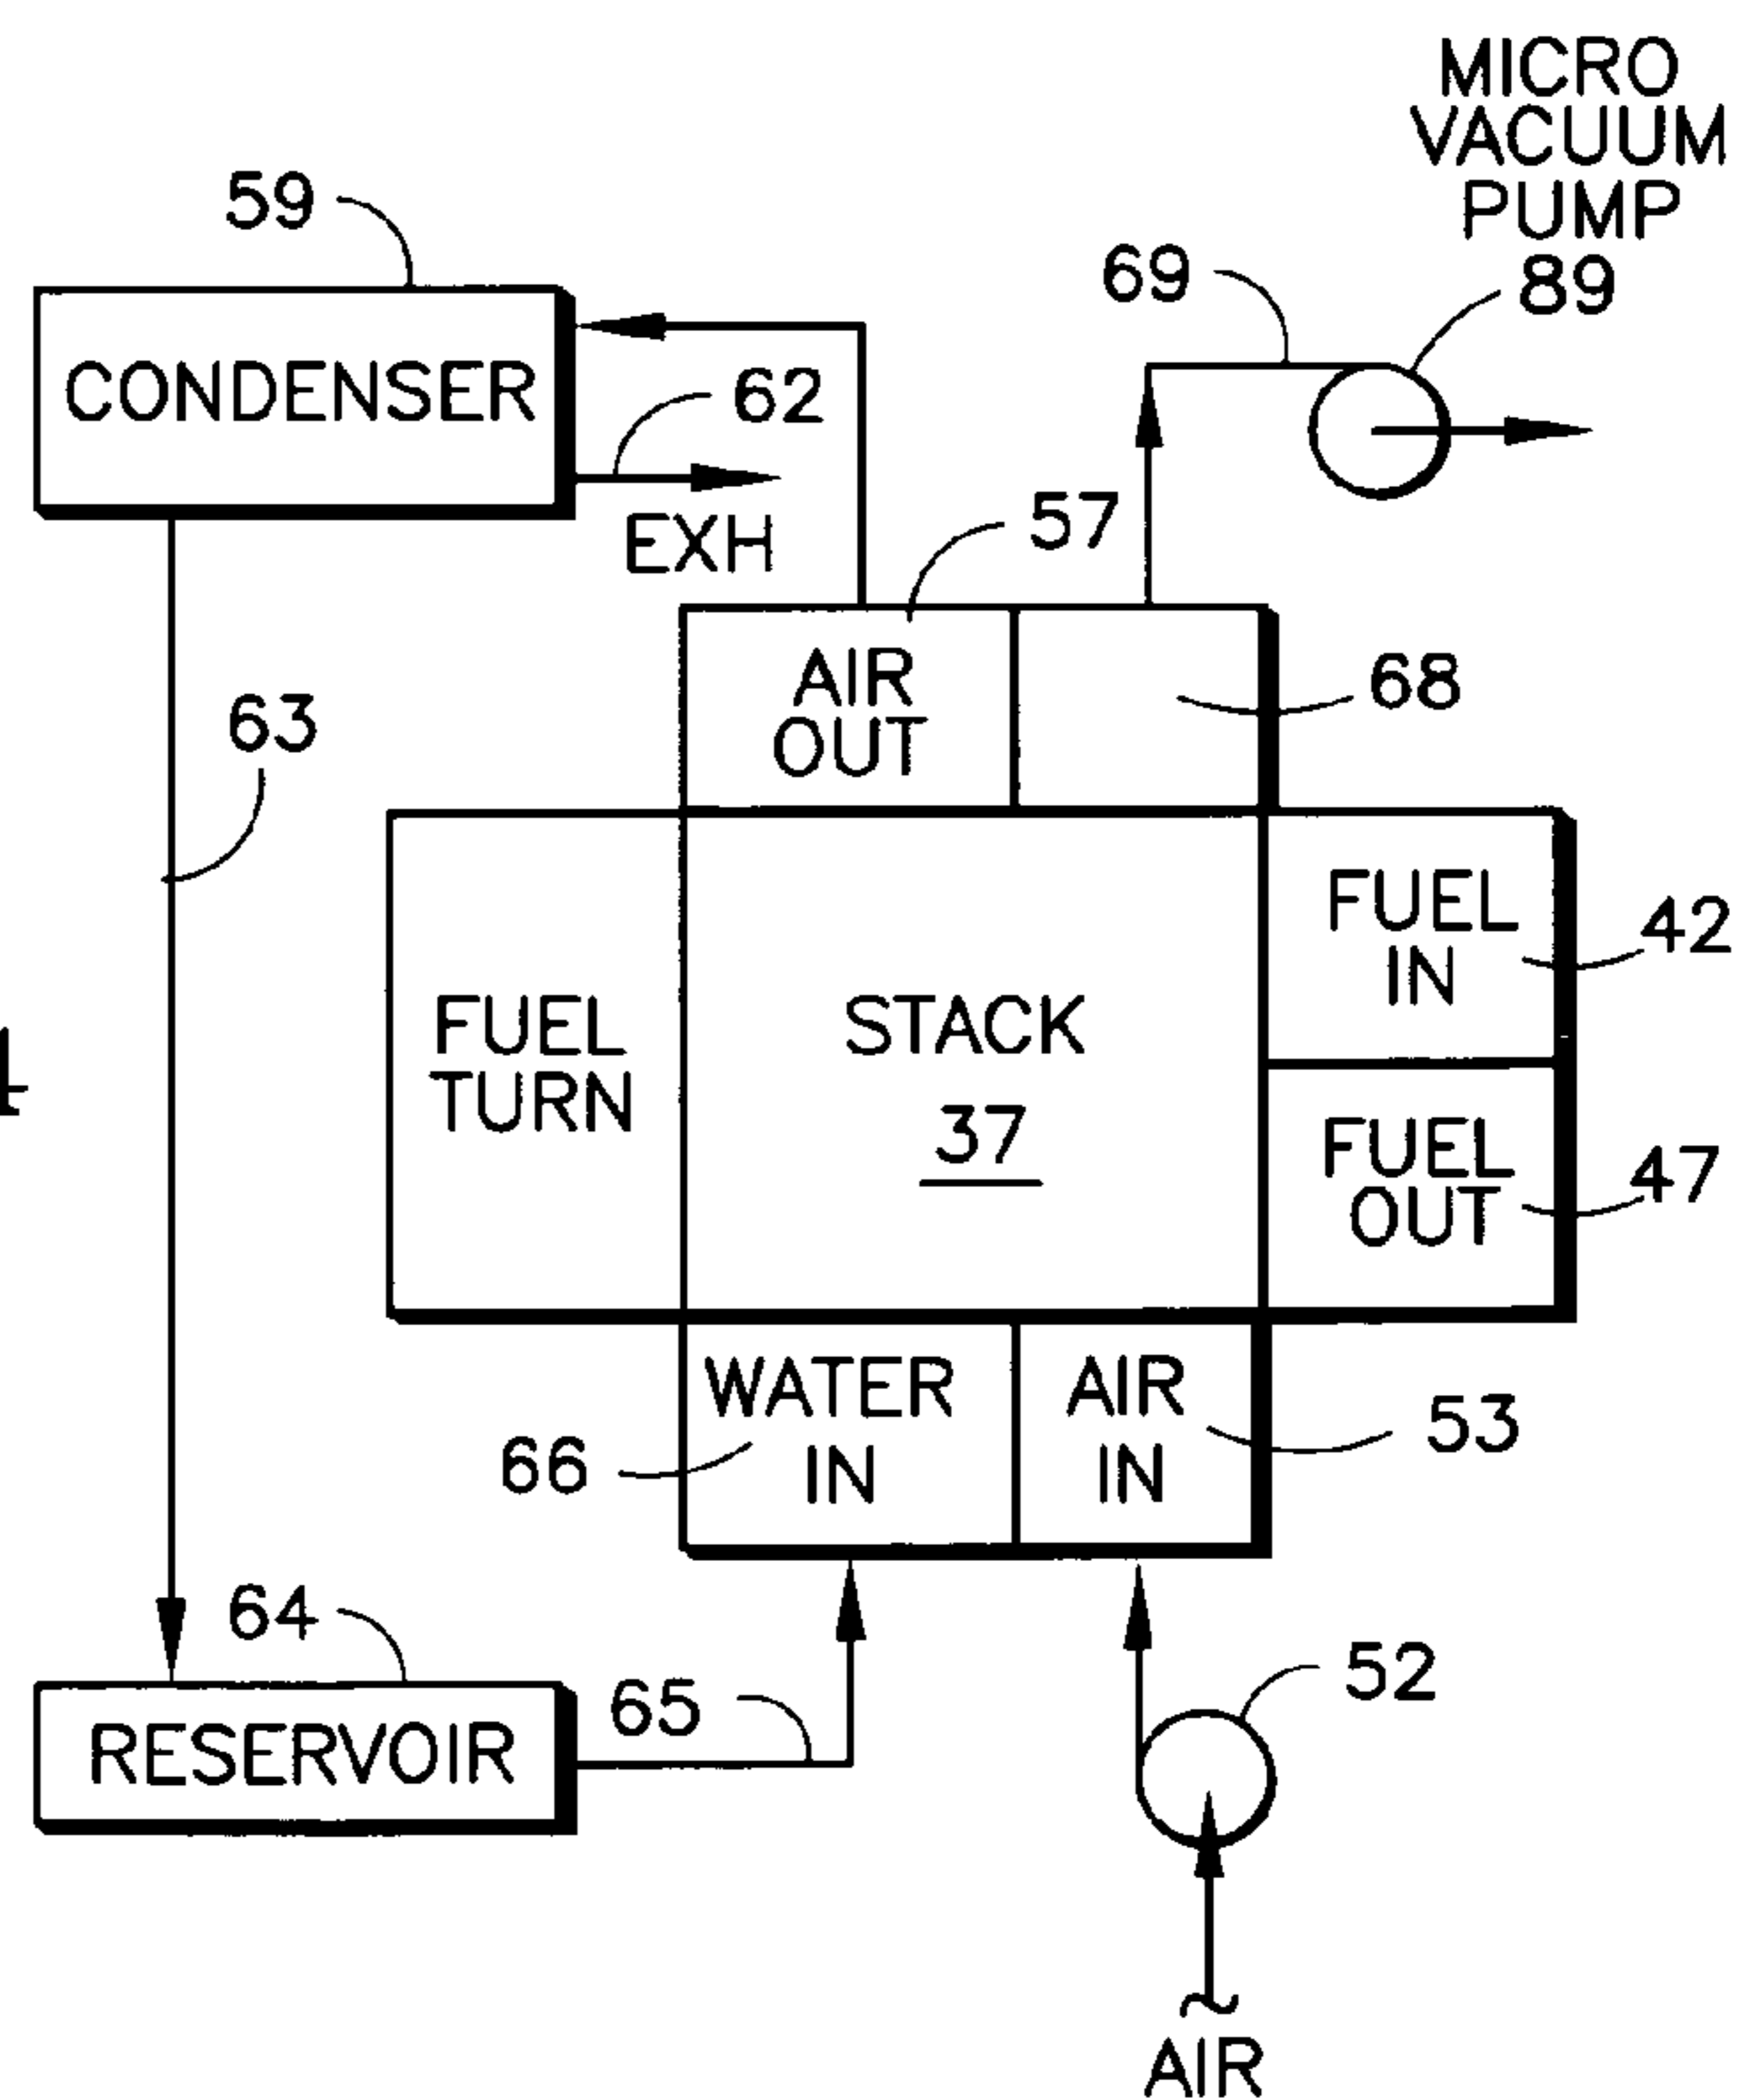 MICRO
VACUUM
PUMP
89
59
69
CONDENSER
62
EXH
57
AIR
OUT
68
63
FUEL
IN
42
FUEL
TURN
STACK
37
4
FUEL
OUT
47
WATER
IN
AIR
IN
66
53
64
65
52
RESERVOIR
AIR